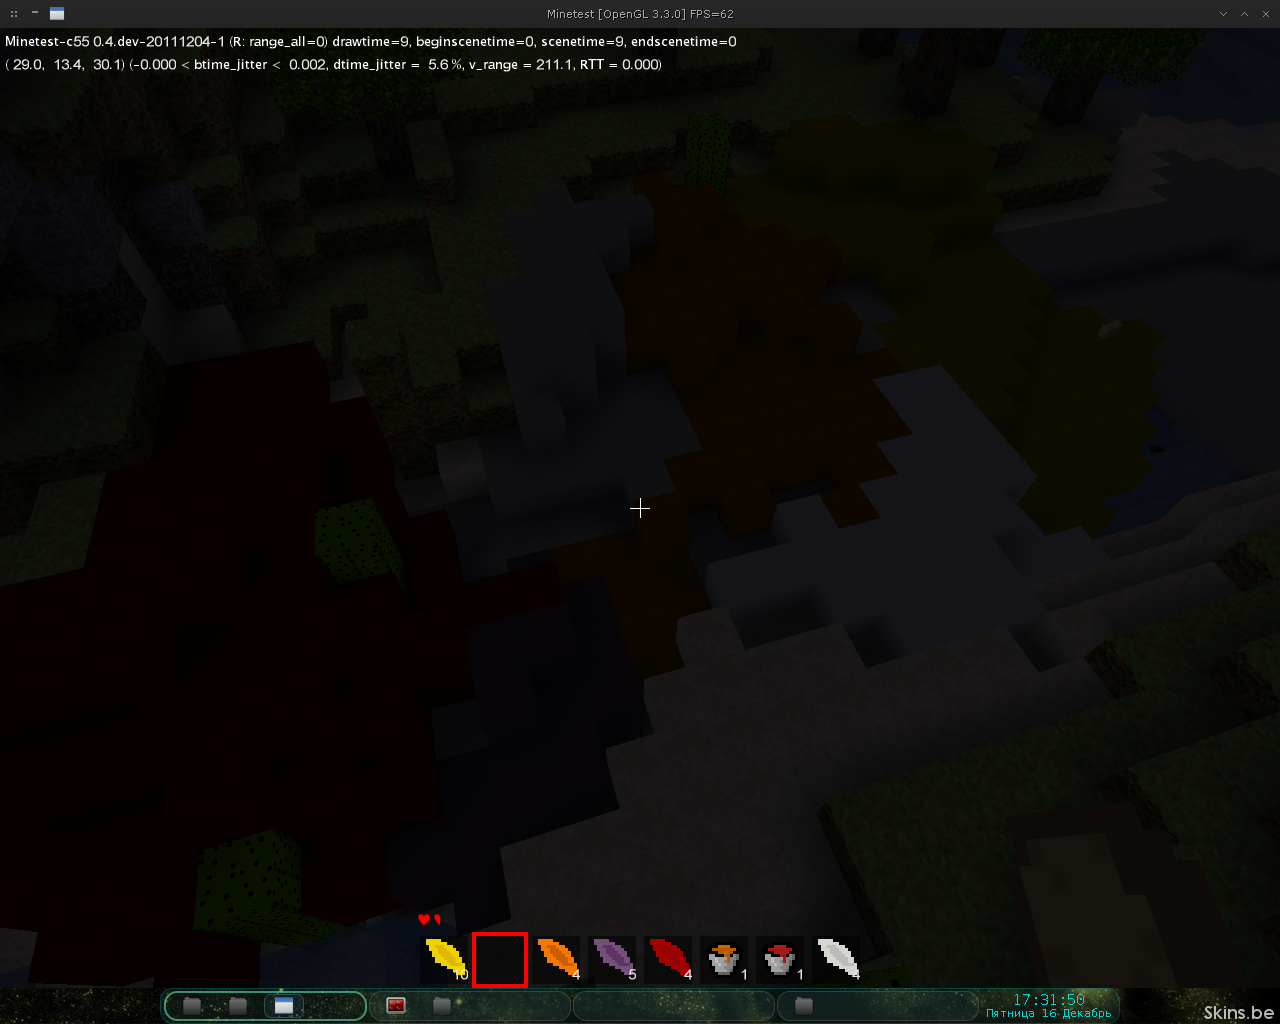 Minetest [OpenGL 3.3.0] FPS=62
Minetest-c55 0.4.dev-20111204-1 (R: range_all=0) drawtime=9, beginscenetime=0, scenetime=9, endscenetime=0
( 29.0, 13.4, 30.1) (-0.000 < btime_jitter < 0.002, dtime_jitter = 5.6 %, v_range = 211.1, RTT = 0.000)
10 4 5 4 1 1 4
17:31:50
Пятница 16 Декабрь
Skins.be